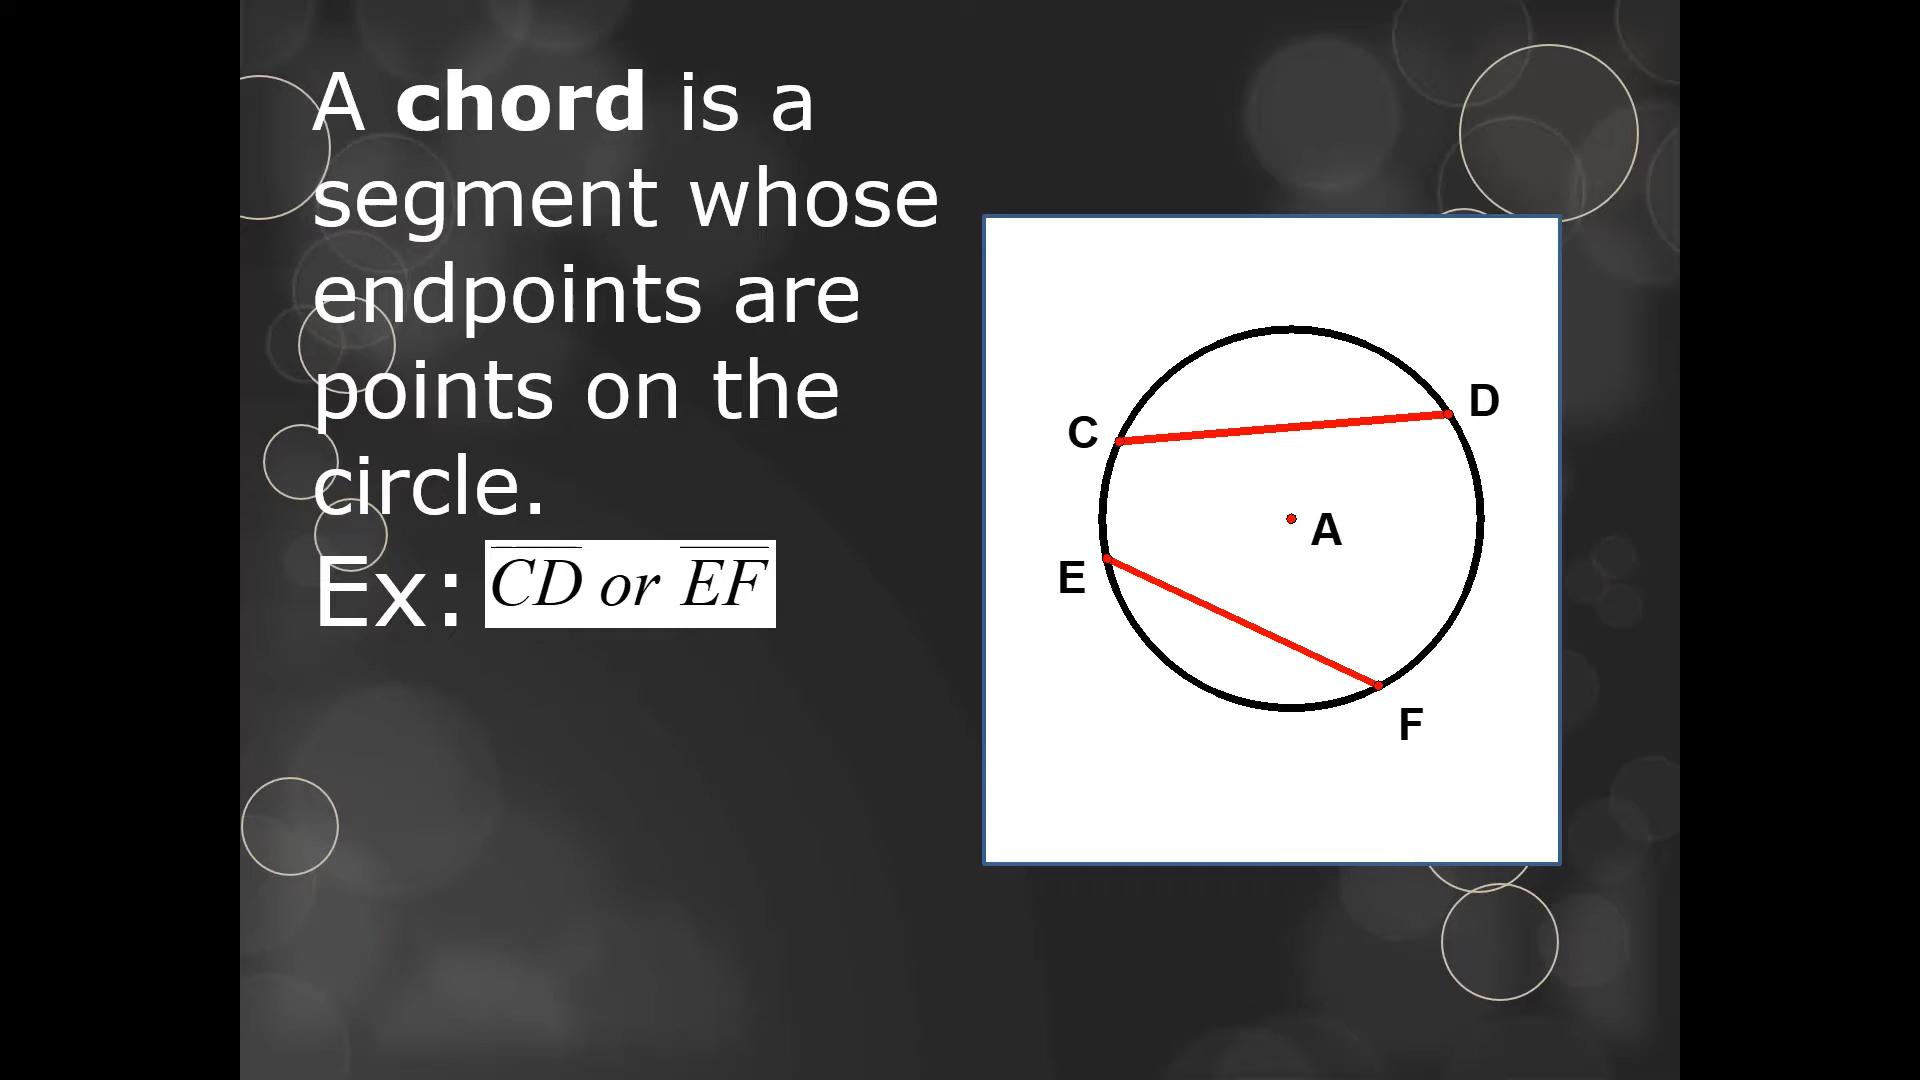 A chord is a
segment whose
endpoints are
points on the
circle.
Ex: CD or EF
C
D
A
E
F